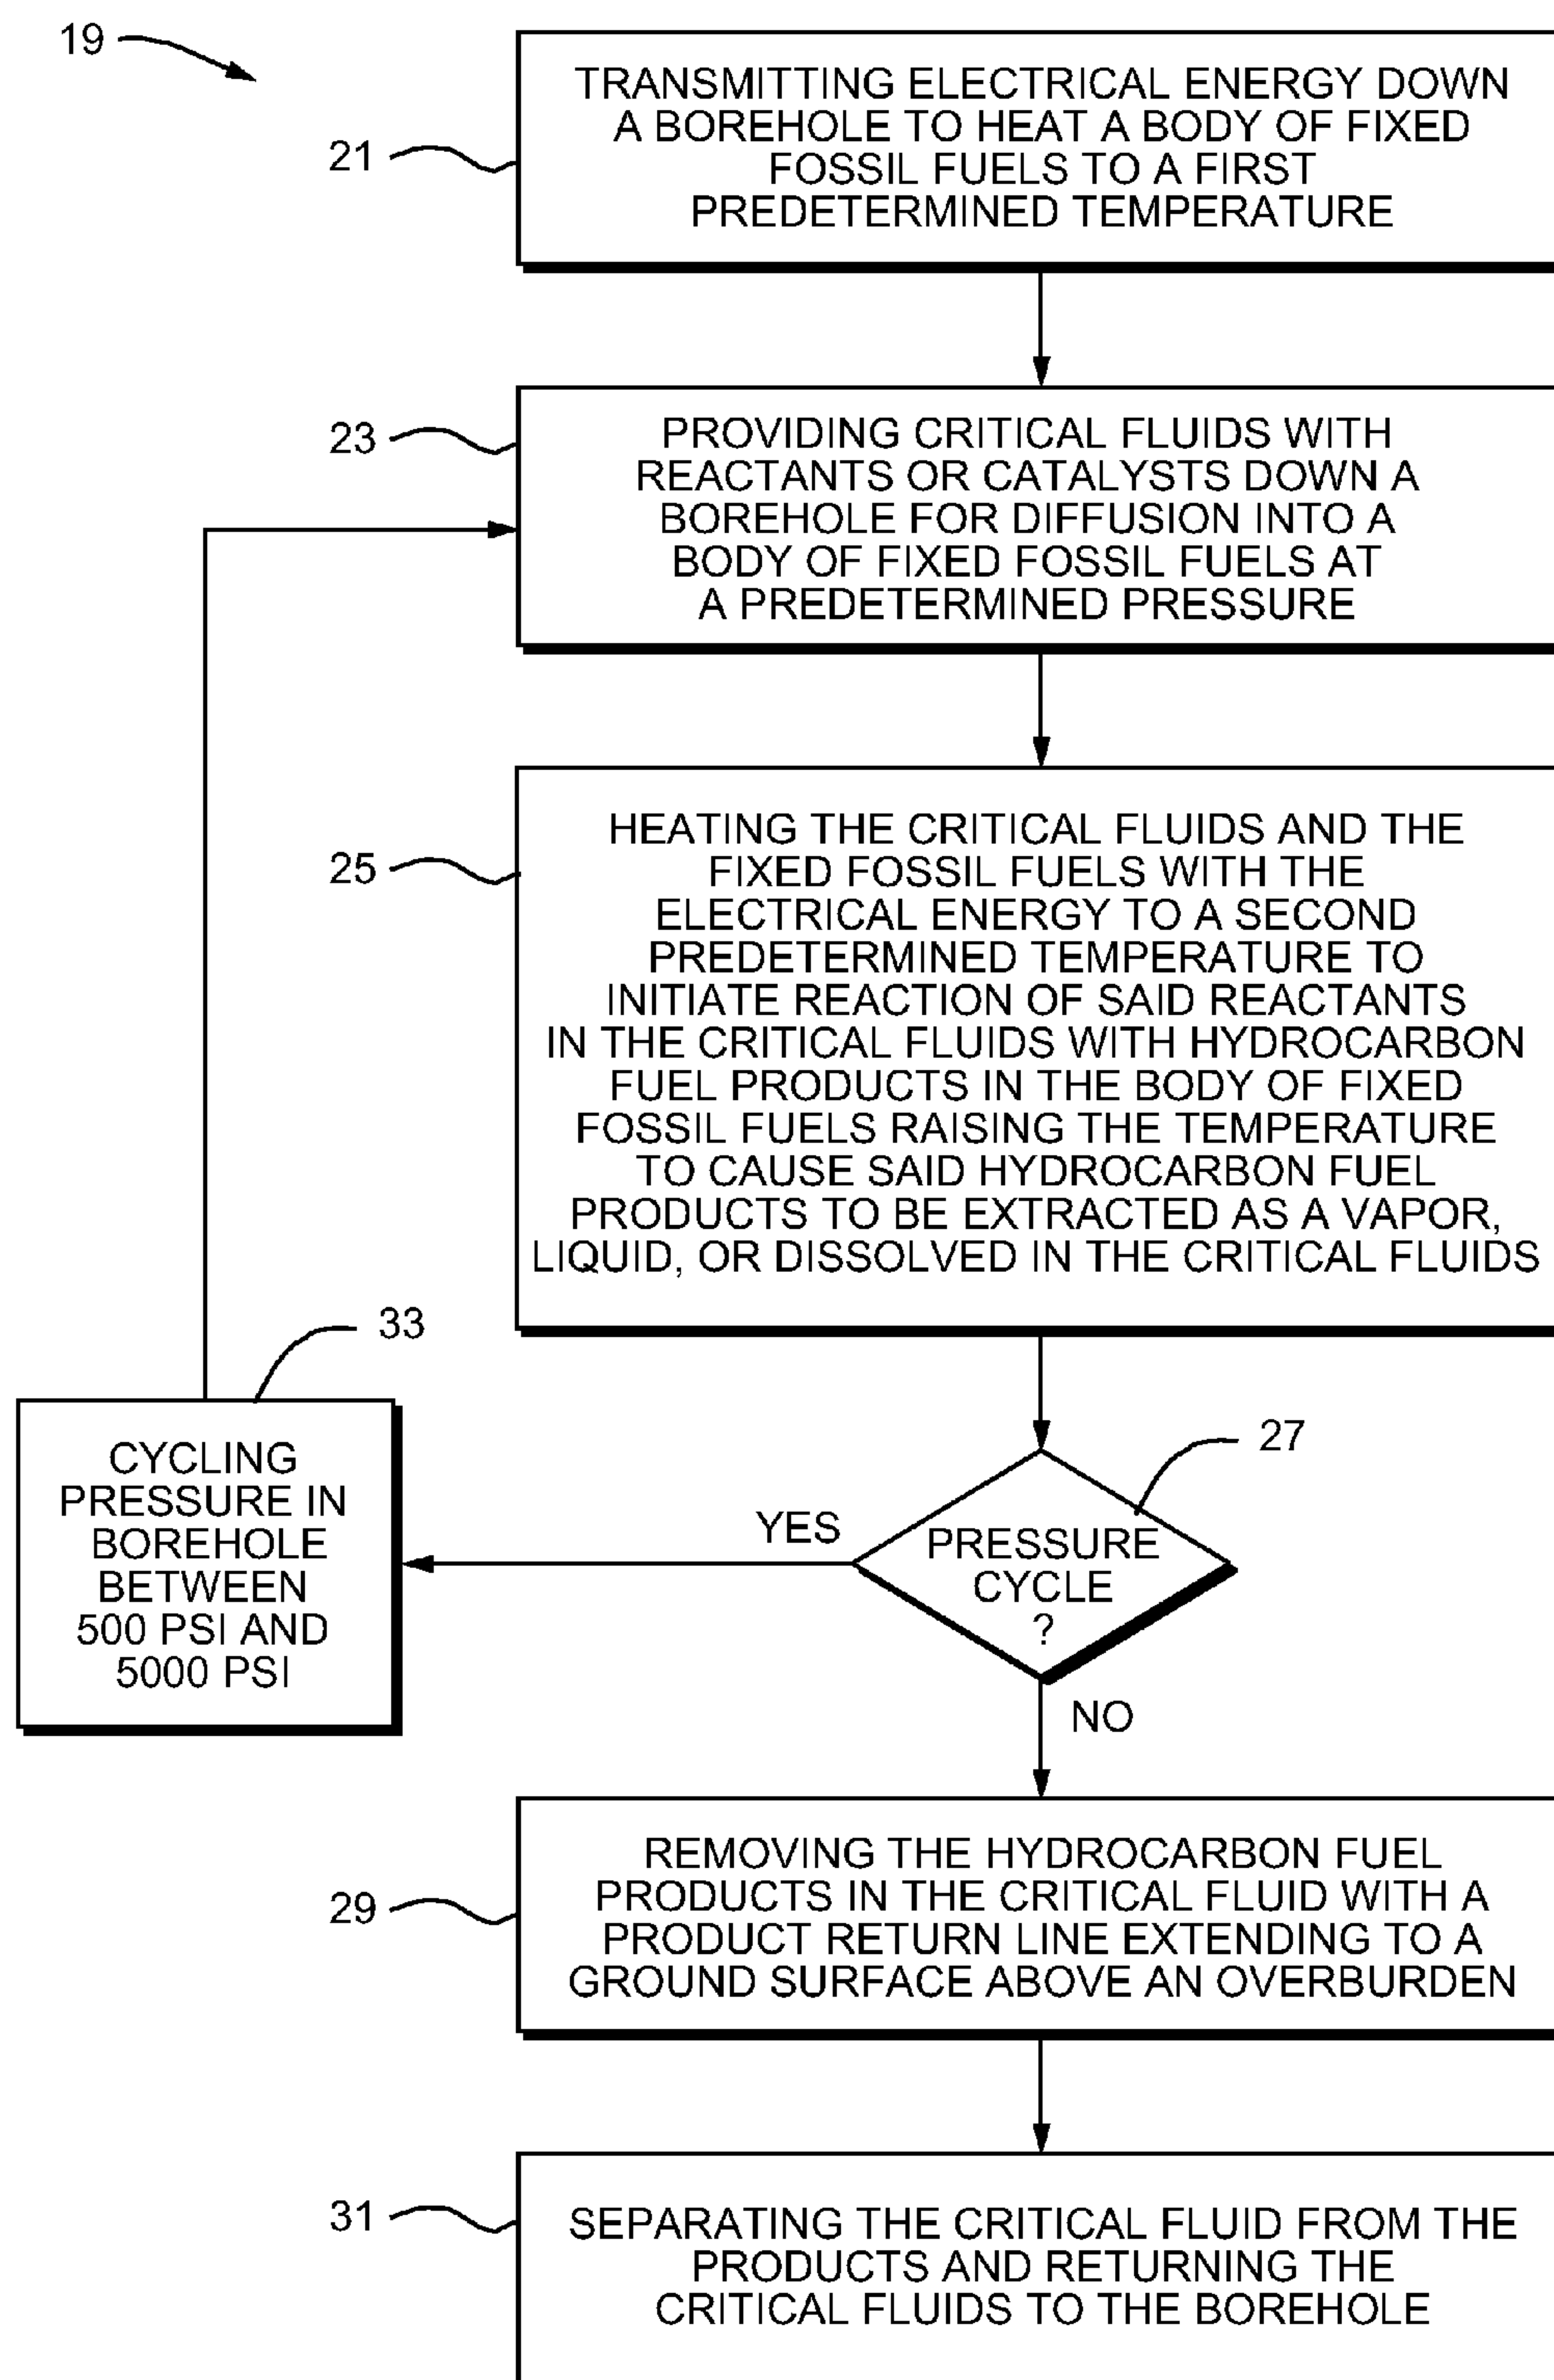 19
21
TRANSMITTING ELECTRICAL ENERGY DOWN
A BOREHOLE TO HEAT A BODY OF FIXED
FOSSIL FUELS TO A FIRST
PREDETERMINED TEMPERATURE
23
PROVIDING CRITICAL FLUIDS WITH
REACTANTS OR CATALYSTS DOWN A
BOREHOLE FOR DIFFUSION INTO A
BODY OF FIXED FOSSIL FUELS AT
A PREDETERMINED PRESSURE
25
HEATING THE CRITICAL FLUIDS AND THE
FIXED FOSSIL FUELS WITH THE
ELECTRICAL ENERGY TO A SECOND
PREDETERMINED TEMPERATURE TO
INITIATE REACTION OF SAID REACTANTS
IN THE CRITICAL FLUIDS WITH HYDROCARBON
FUEL PRODUCTS IN THE BODY OF FIXED
FOSSIL FUELS RAISING THE TEMPERATURE
TO CAUSE SAID HYDROCARBON FUEL
PRODUCTS TO BE EXTRACTED AS A VAPOR,
LIQUID, OR DISSOLVED IN THE CRITICAL FLUIDS
33
CYCLING
PRESSURE IN
BOREHOLE
BETWEEN
500 PSI AND
5000 PSI
YES
27
PRESSURE
CYCLE
?
NO
29
REMOVING THE HYDROCARBON FUEL
PRODUCTS IN THE CRITICAL FLUID WITH A
PRODUCT RETURN LINE EXTENDING TO A
GROUND SURFACE ABOVE AN OVERBURDEN
31
SEPARATING THE CRITICAL FLUID FROM THE
PRODUCTS AND RETURNING THE
CRITICAL FLUIDS TO THE BOREHOLE